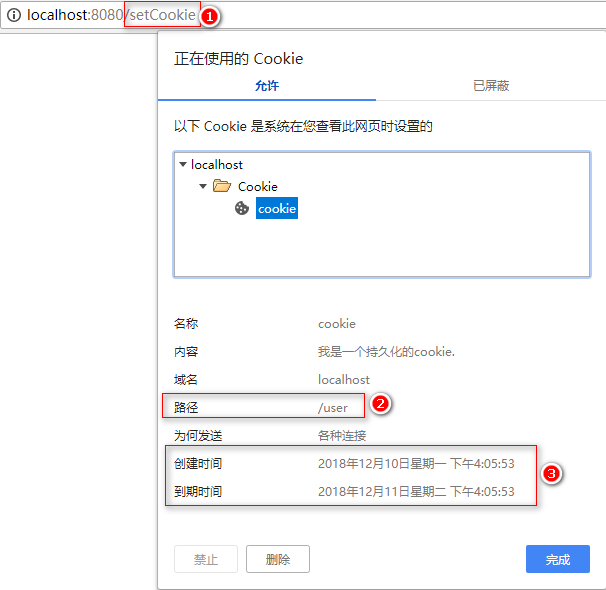 localhost:8080/setCookie 1
正在使用的 Cookie
允许 已屏蔽
以下 Cookie 是系统在您查看此网页时设置的
localhost
Cookie
cookie
名称 cookie
内容 我是一个持久化的cookie.
域名 localhost
路径 /user 2
为何发送 各种连接
创建时间 2018年12月10日星期一 下午4:05:53
3
到期时间 2018年12月11日星期二 下午4:05:53
禁止 删除 完成